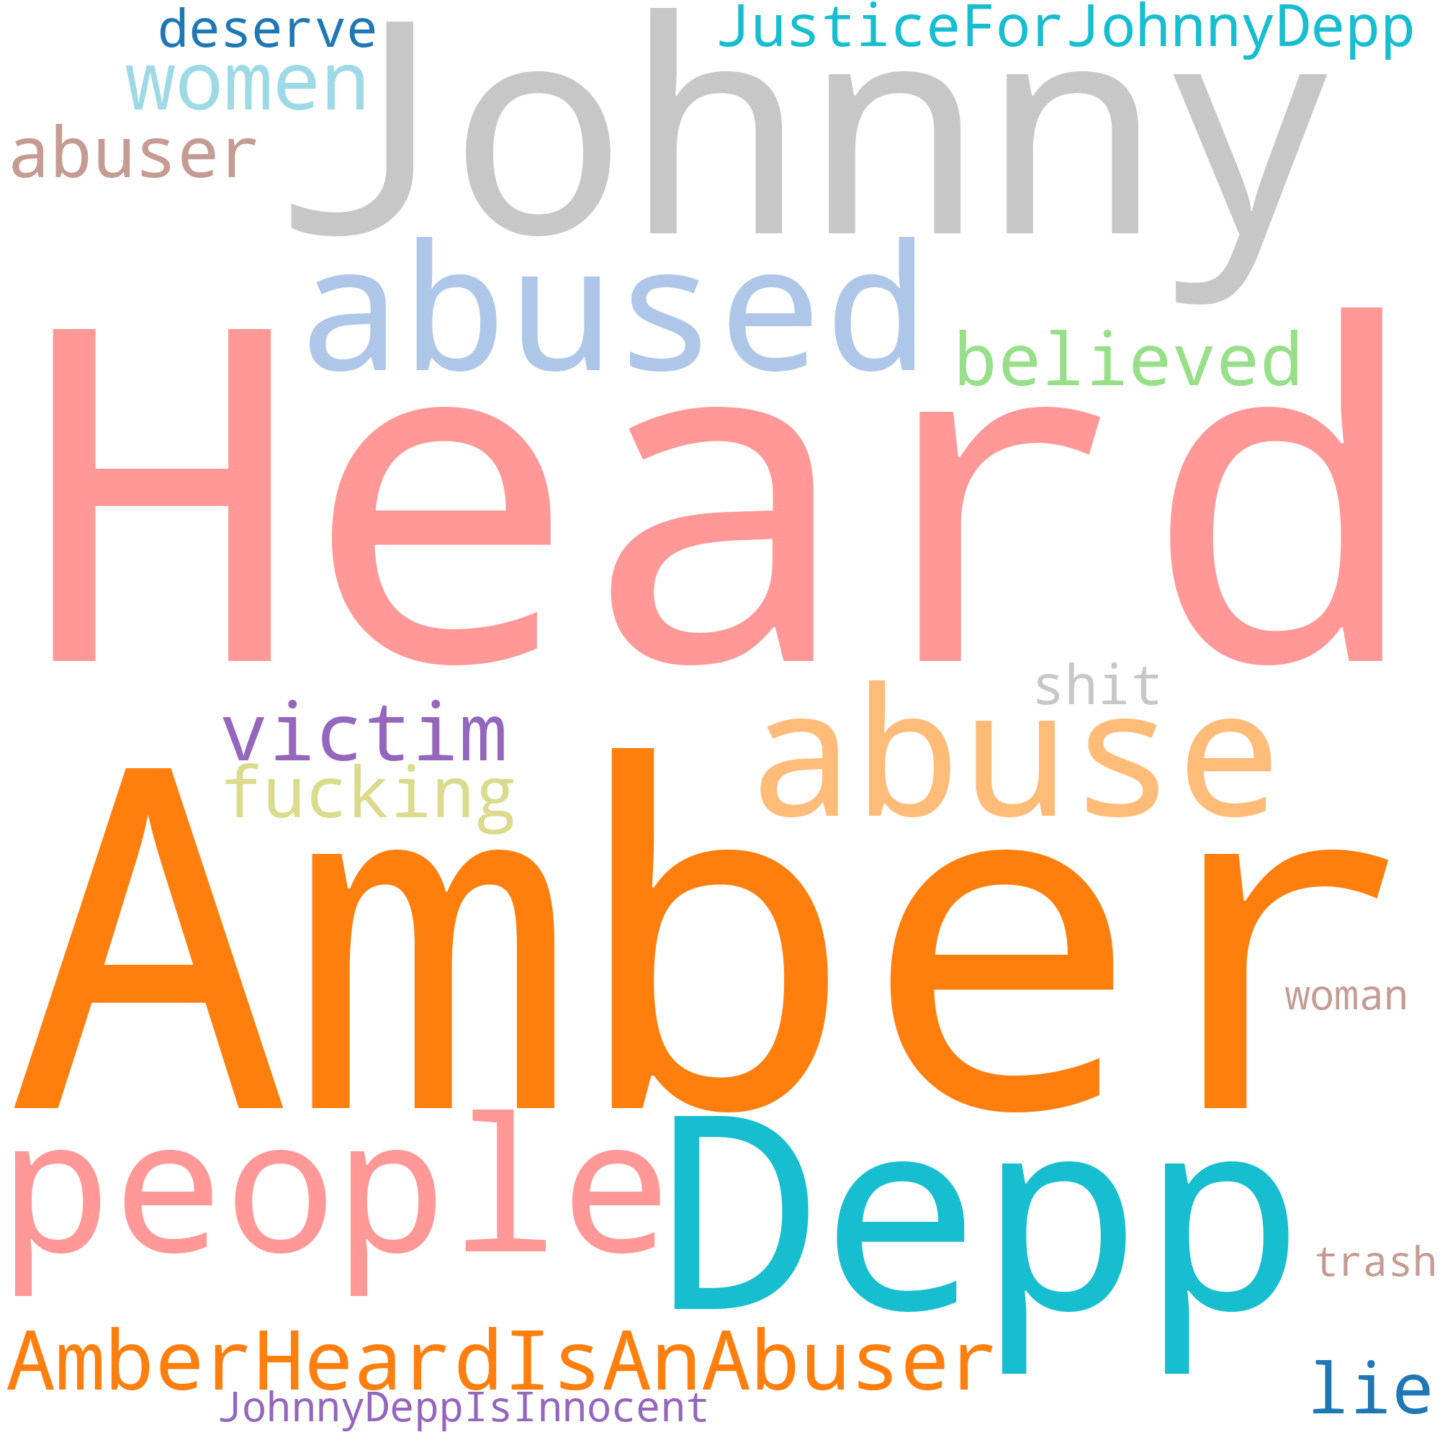 deserve
JusticeForJohnnyDepp
women
Johnny
abuser
abused
believed
Heard
shit
victim
abuse
fucking
Amber
woman
people
Depp
trash
AmberHeardIsAnAbuser
lie
JohnnyDeppIsInnocent